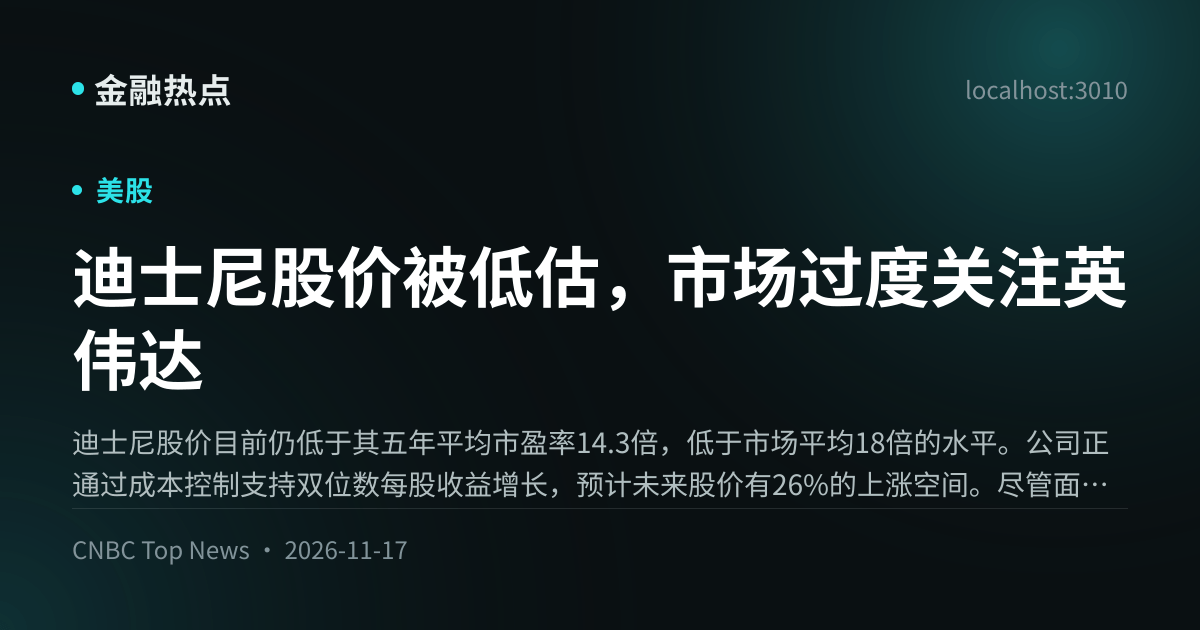 金融热点
localhost:3010
美股
迪士尼股价被低估，市场过度关注英
伟达
迪士尼股价目前仍低于其五年平均市盈率14.3倍，低于市场平均18倍的水平。公司正
通过成本控制支持双位数每股收益增长，预计未来股价有26%的上涨空间。尽管面…
CNBC Top News • 2026-11-17